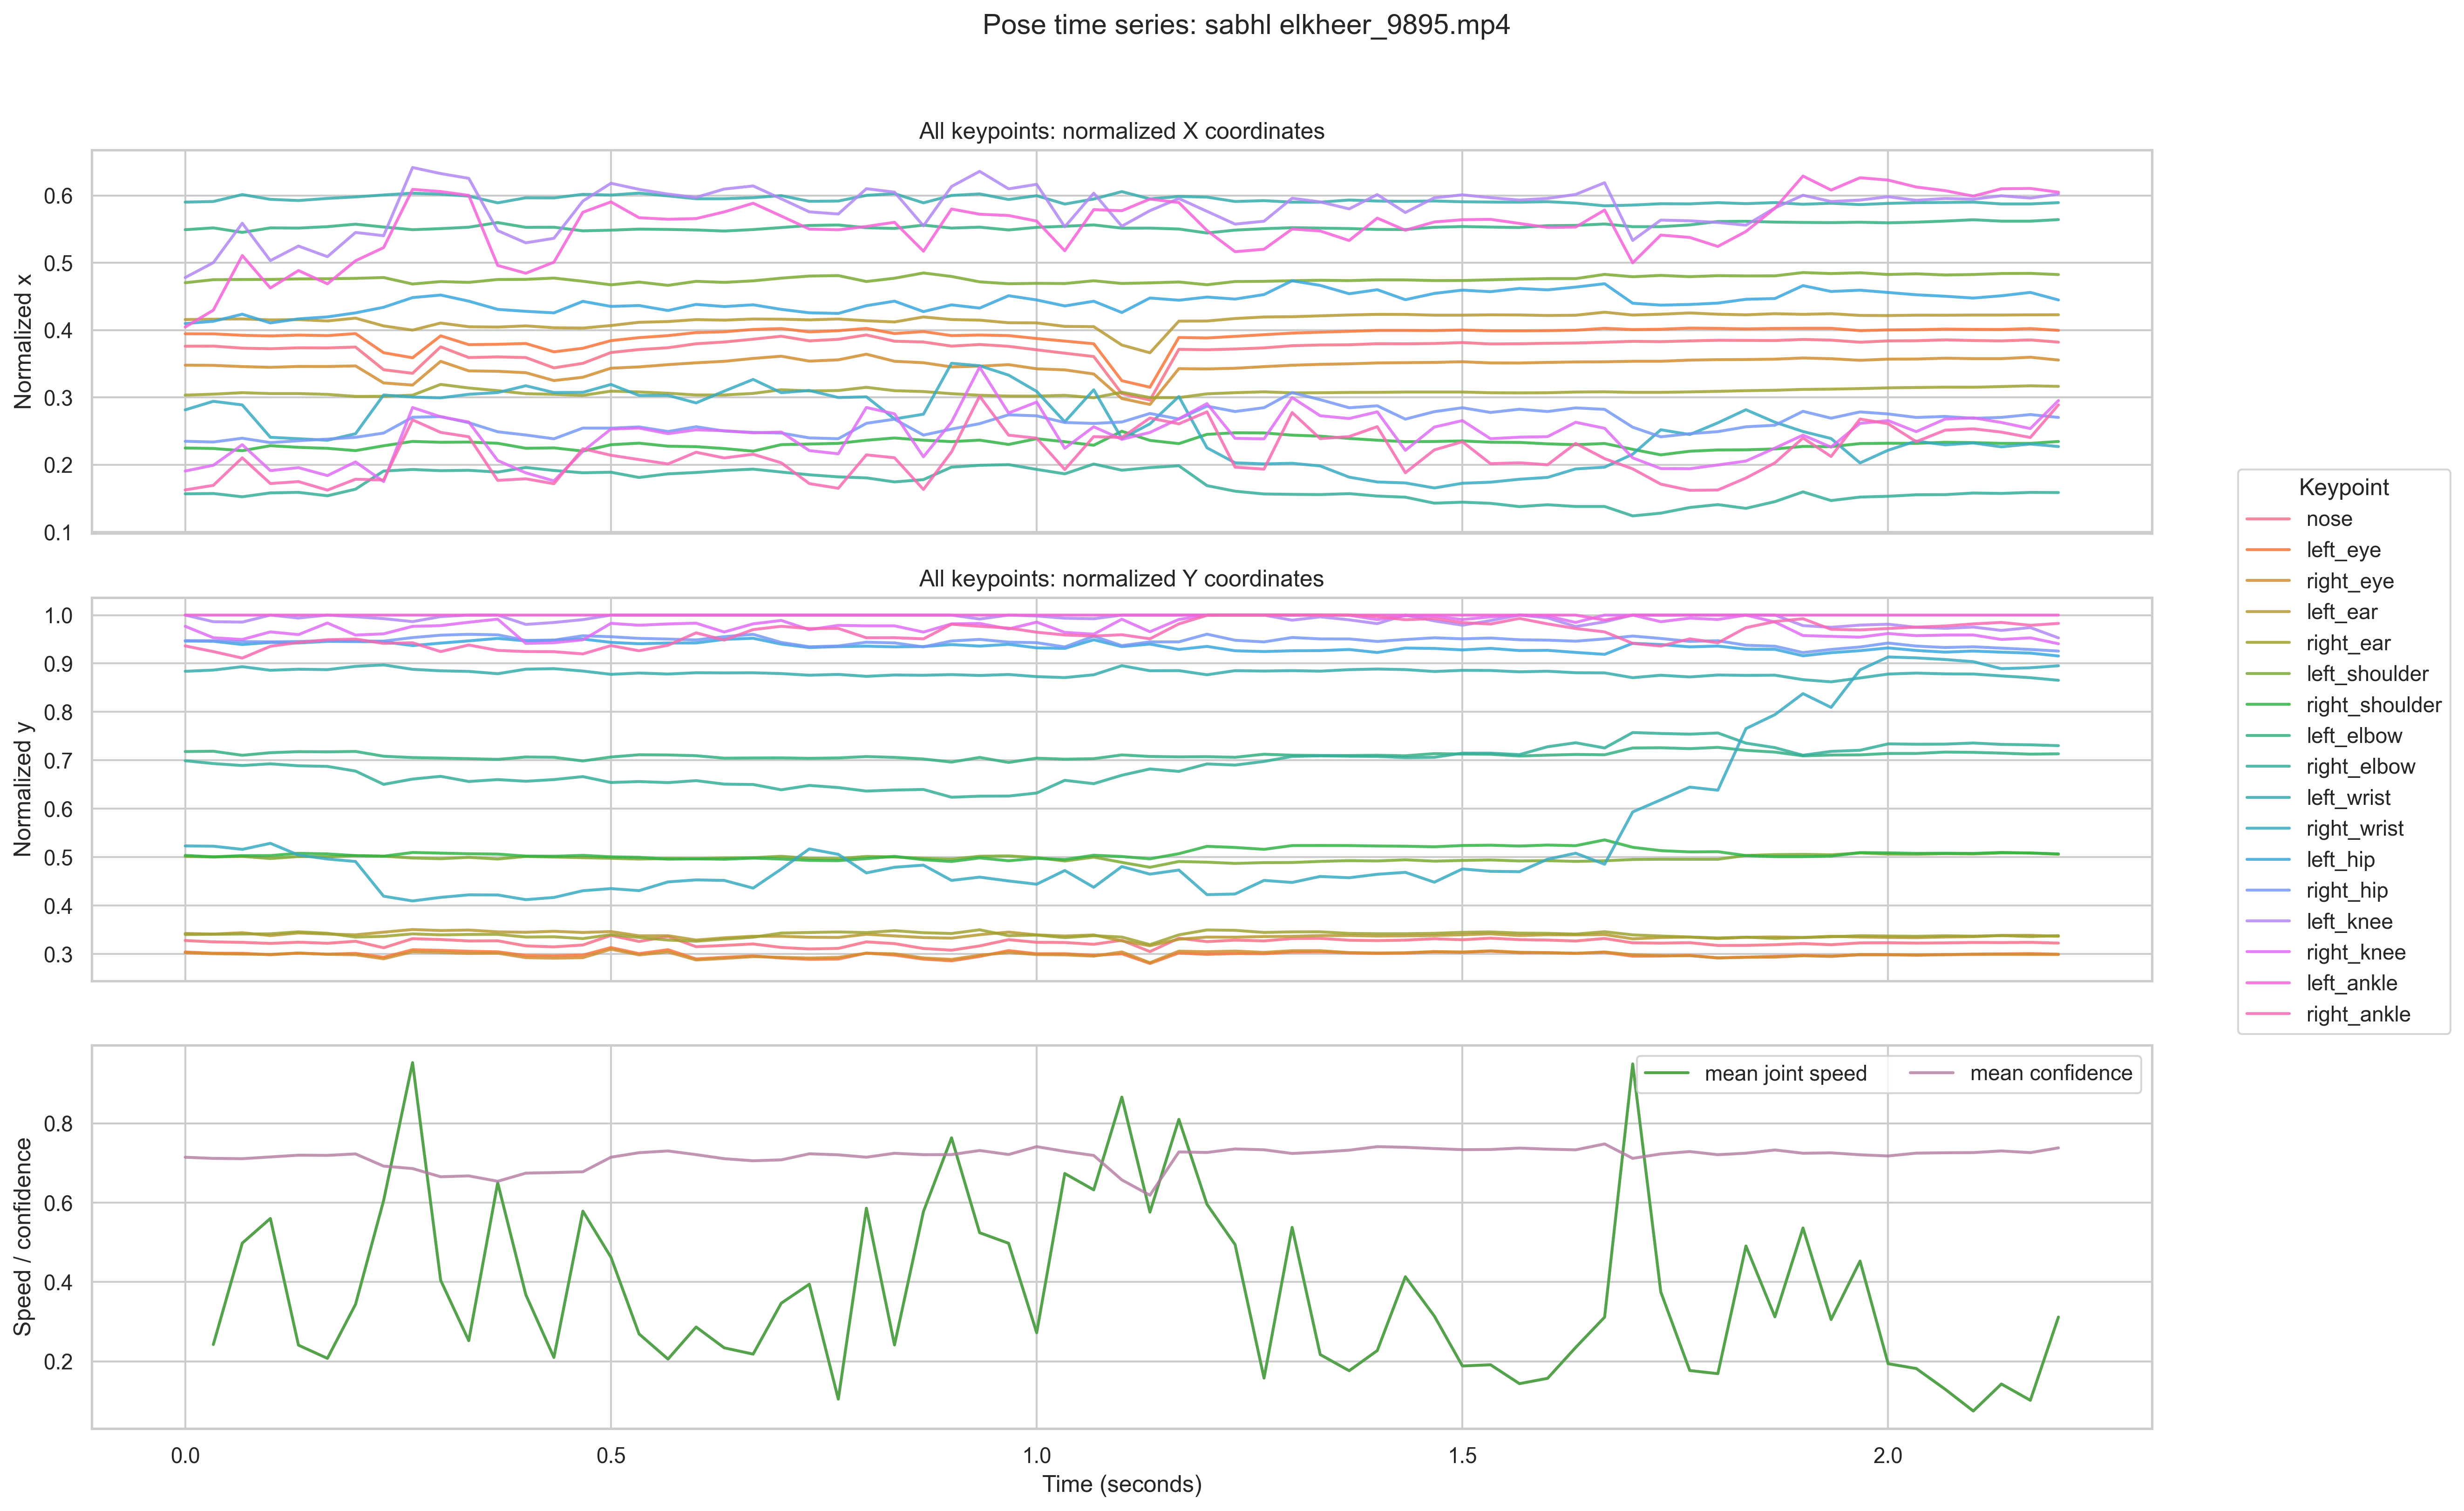 Pose time series: sabhl elkheer_9895.mp4
All keypoints: normalized X coordinates
Normalized x
0.6
0.5
0.4
0.3
0.2
0.1
All keypoints: normalized Y coordinates
Normalized y
1.0
0.9
0.8
0.7
0.6
0.5
0.4
0.3
Keypoint
nose
left_eye
right_eye
left_ear
right_ear
left_shoulder
right_shoulder
left_elbow
right_elbow
left_wrist
right_wrist
left_hip
right_hip
left_knee
right_knee
left_ankle
right_ankle
mean joint speed mean confidence
Speed / confidence
0.8
0.6
0.4
0.2
0.0 0.5 1.0 1.5 2.0
Time (seconds)